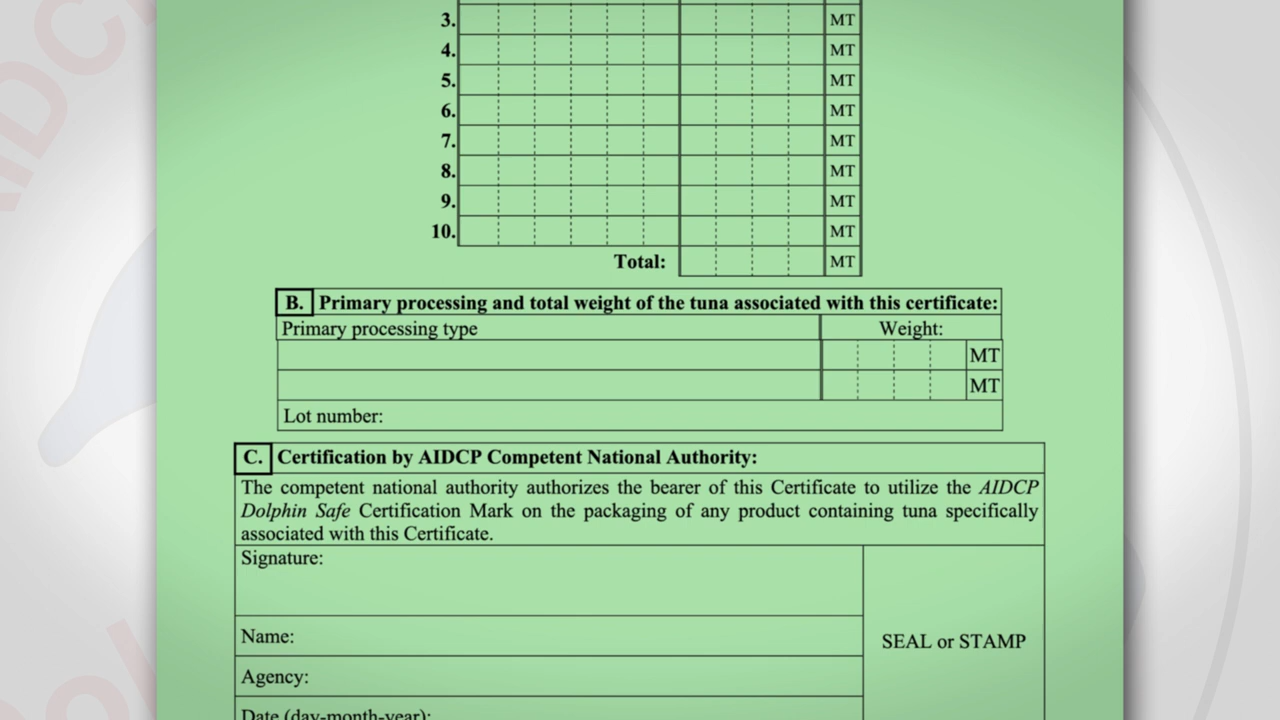 3. MT
4. MT
5. MT
6. MT
7. MT
8. MT
9. MT
10. MT
Total: MT
B. Primary processing and total weight of the tuna associated with this certificate:
Primary processing type Weight:
MT
MT
Lot number:
C. Certification by AIDCP Competent National Authority:
The competent national authority authorizes the bearer of this Certificate to utilize the AIDCP
Dolphin Safe Certification Mark on the packaging of any product containing tuna specifically
associated with this Certificate.
Signature:
Name:
SEAL or STAMP
Agency:
Date (day-month-year):